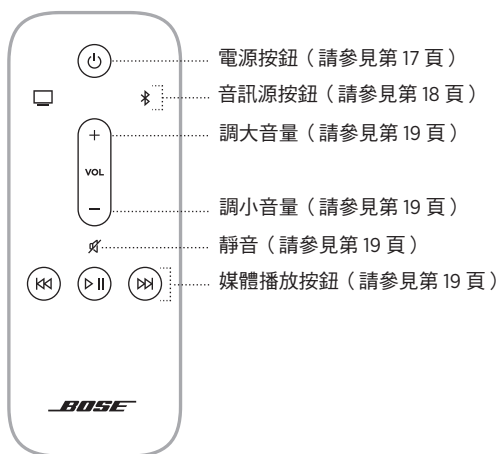 電源按鈕（請參見第 17 頁）
音訊源按鈕（請參見第 18 頁）
+
調大音量（請參見第 19 頁）
VOL
–
調小音量（請參見第 19 頁）
靜音（請參見第 19 頁）
媒體播放按鈕（請參見第 19 頁）
BOSE